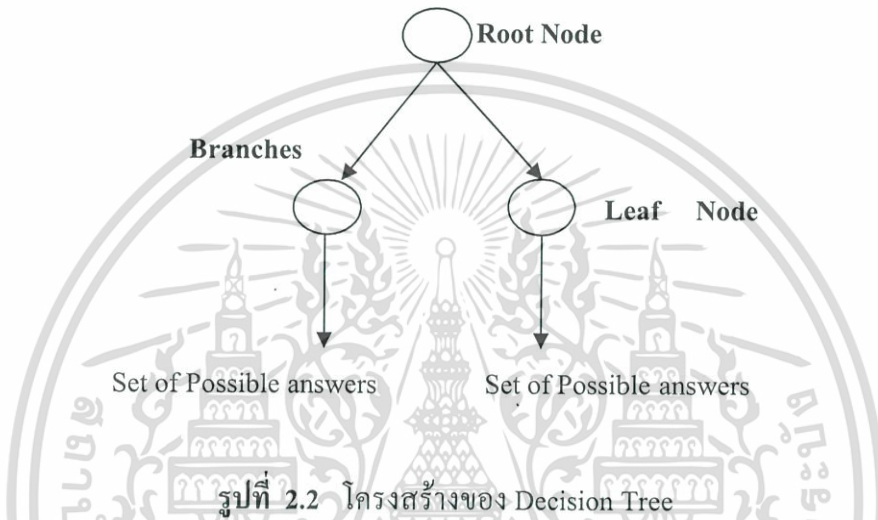 Root Node
Branches
Leaf Node
Set of Possible answers Set of Possible answers
รูปที่ 2.2 โครงสร้างของ Decision Tree